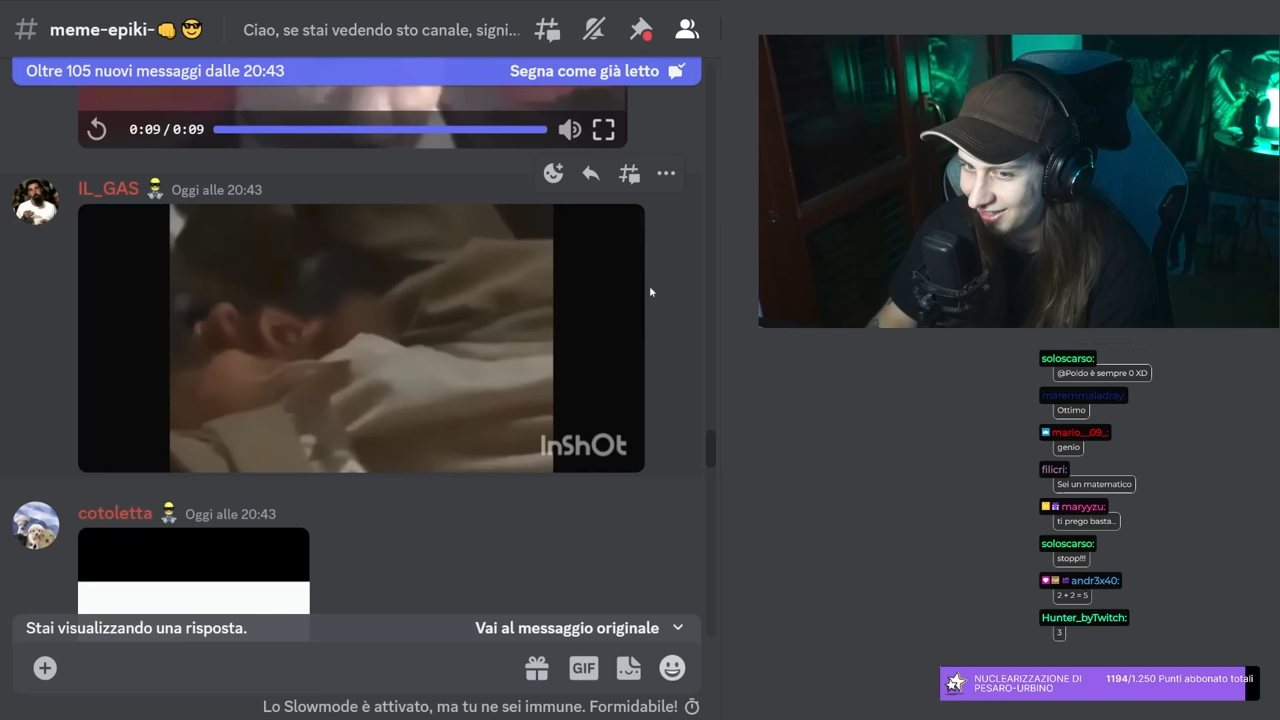 meme-epiki-👊😎
Ciao, se stai vedendo sto canale, signi...
Oltre 105 nuovi messaggi dalle 20:43
Segna come già letto
0:09 / 0:09
IL_GAS
Oggi alle 20:43
InShOt
cotoletta
Oggi alle 20:43
Stai visualizzando una risposta.
Vai al messaggio originale
GIF
Lo Slowmode è attivato, ma tu ne sei immune. Formidabile!
soloscarso:
@Poldo è sempre 0 XD
maremmaladray:
Ottimo
mario__09_:
genio
filicri:
Sei un matematico
maryyzu:
ti prego basta...
soloscarso:
stopp!!!
andr3x40:
2 + 2 = 5
Hunter_byTwitch:
3
NUCLEARIZZAZIONE DI
PESARO-URBINO
1194/1.250 Punti abbonato totali